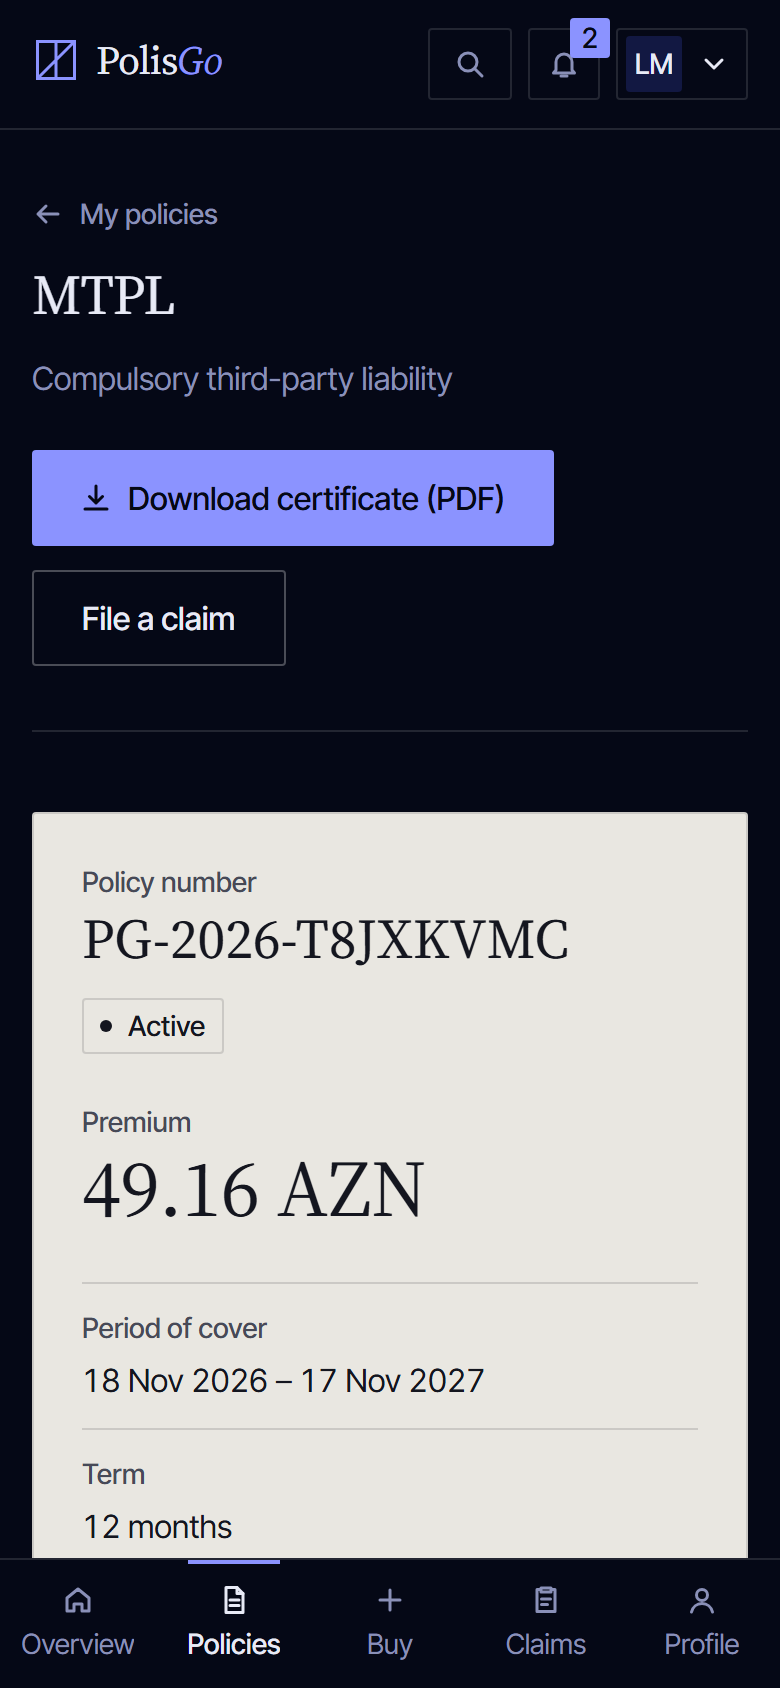 PolisGo
2
LM
My policies
MTPL
Compulsory third-party liability
Download certificate (PDF)
File a claim
Policy number
PG-2026-T8JXKVMC
Active
Premium
49.16 AZN
Period of cover
18 Nov 2026 – 17 Nov 2027
Term
12 months
Overview
Policies
Buy
Claims
Profile